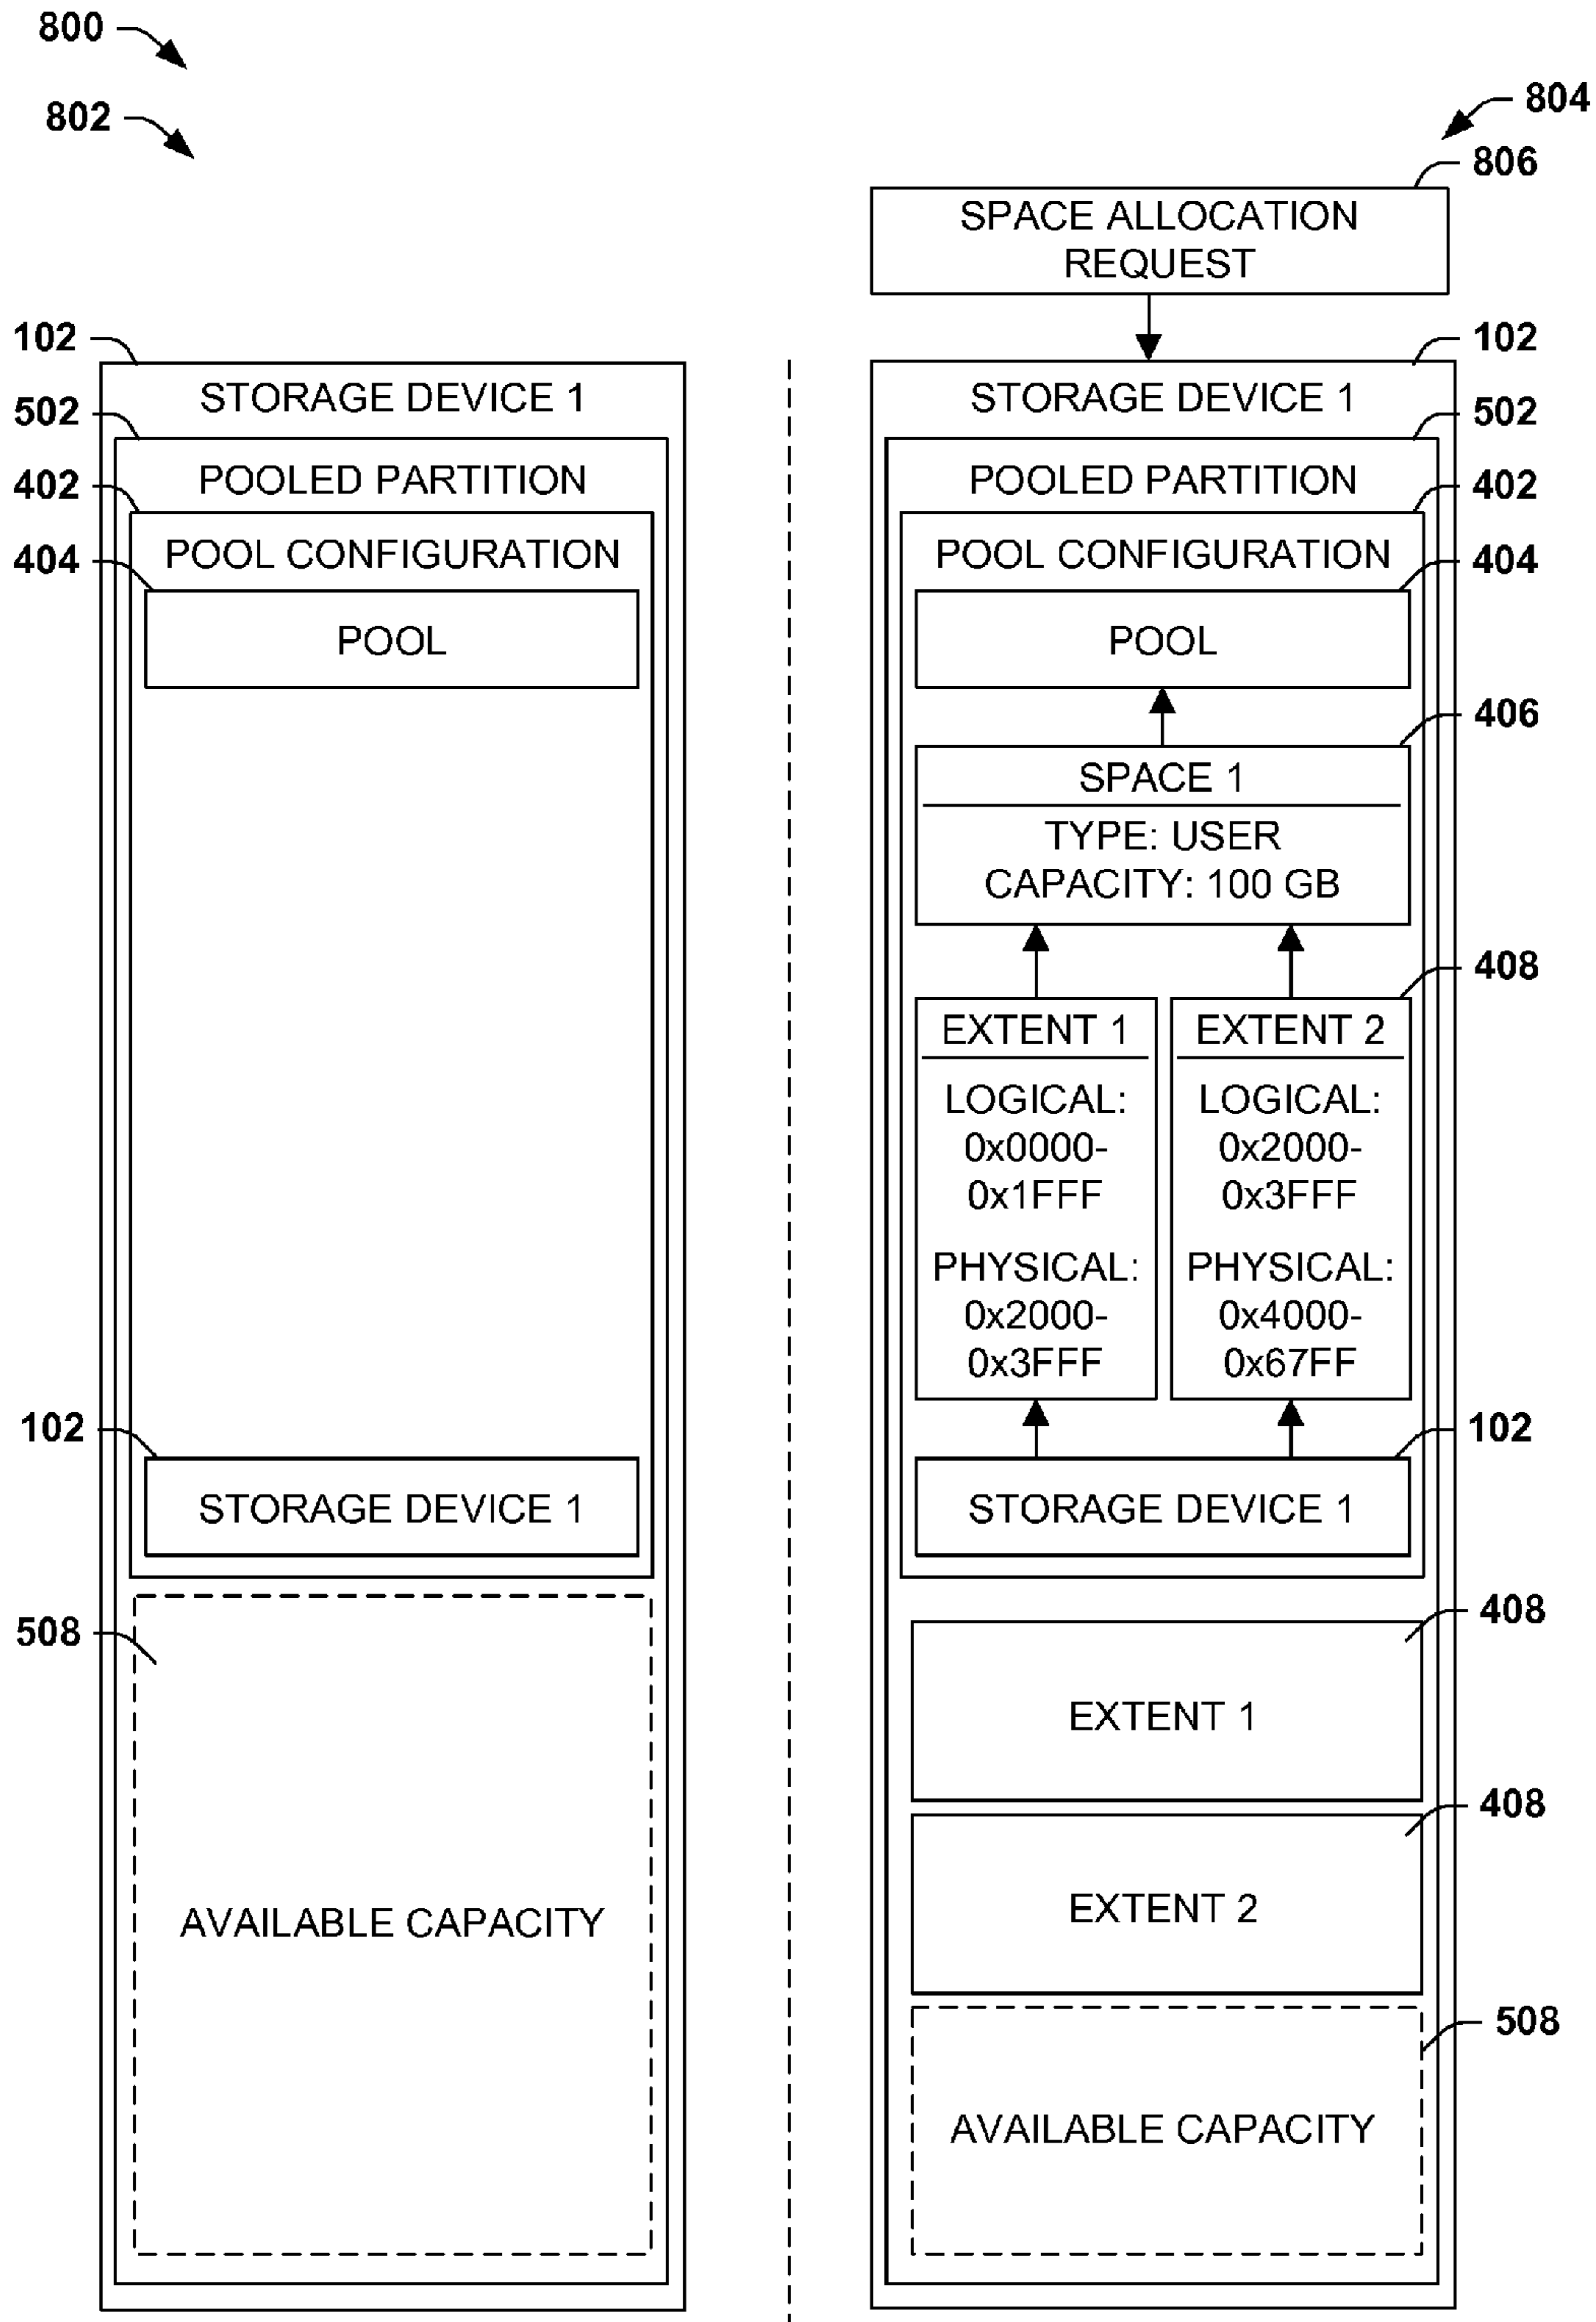 800
802
804
806
SPACE ALLOCATION
REQUEST
102
STORAGE DEVICE 1
502
POOLED PARTITION
402
POOL CONFIGURATION
404
POOL
102
STORAGE DEVICE 1
508
AVAILABLE CAPACITY
102
STORAGE DEVICE 1
502
POOLED PARTITION
402
POOL CONFIGURATION
404
POOL
406
SPACE 1
TYPE: USER
CAPACITY: 100 GB
408
EXTENT 1
LOGICAL:
0x0000-
0x1FFF
PHYSICAL:
0x2000-
0x3FFF
EXTENT 2
LOGICAL:
0x2000-
0x3FFF
PHYSICAL:
0x4000-
0x67FF
102
STORAGE DEVICE 1
408
EXTENT 1
408
EXTENT 2
508
AVAILABLE CAPACITY